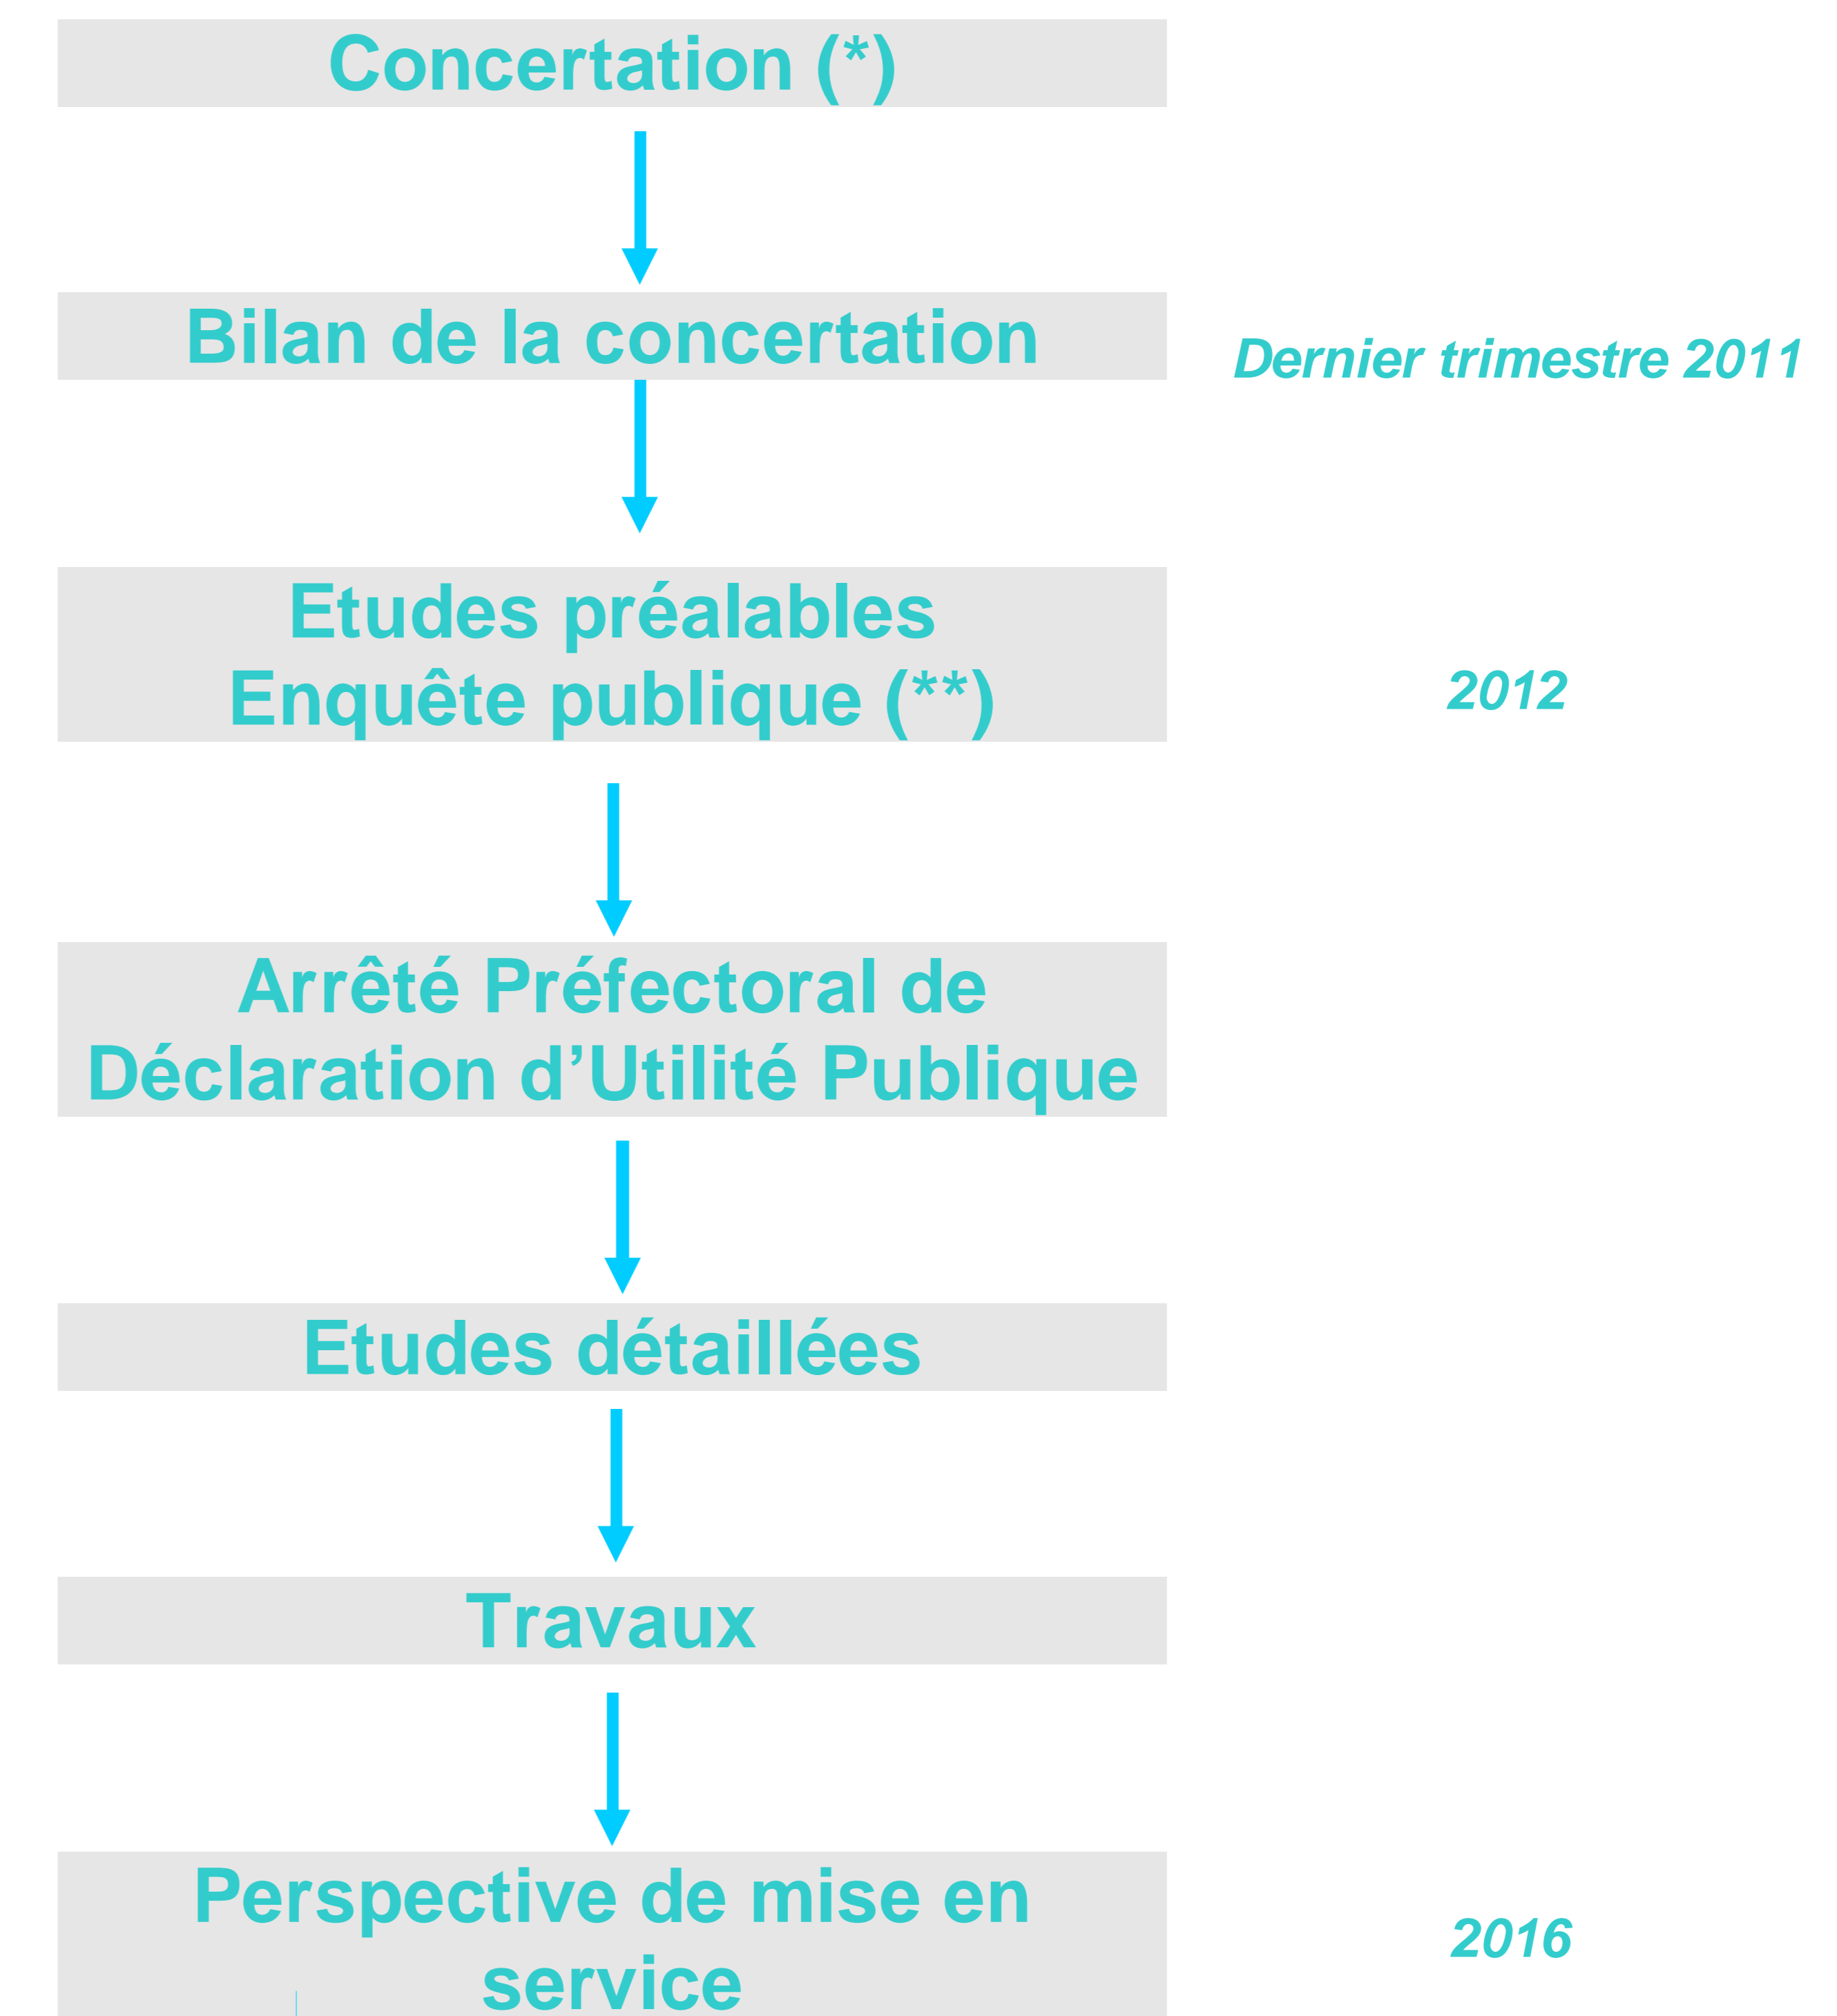 Concertation (*)
Bilan de la concertation
Dernier trimestre 2011
Etudes préalables
Enquête publique (**)
2012
Arrêté Préfectoral de
Déclaration d’Utilité Publique
Etudes détaillées
Travaux
Perspective de mise en
service
2016